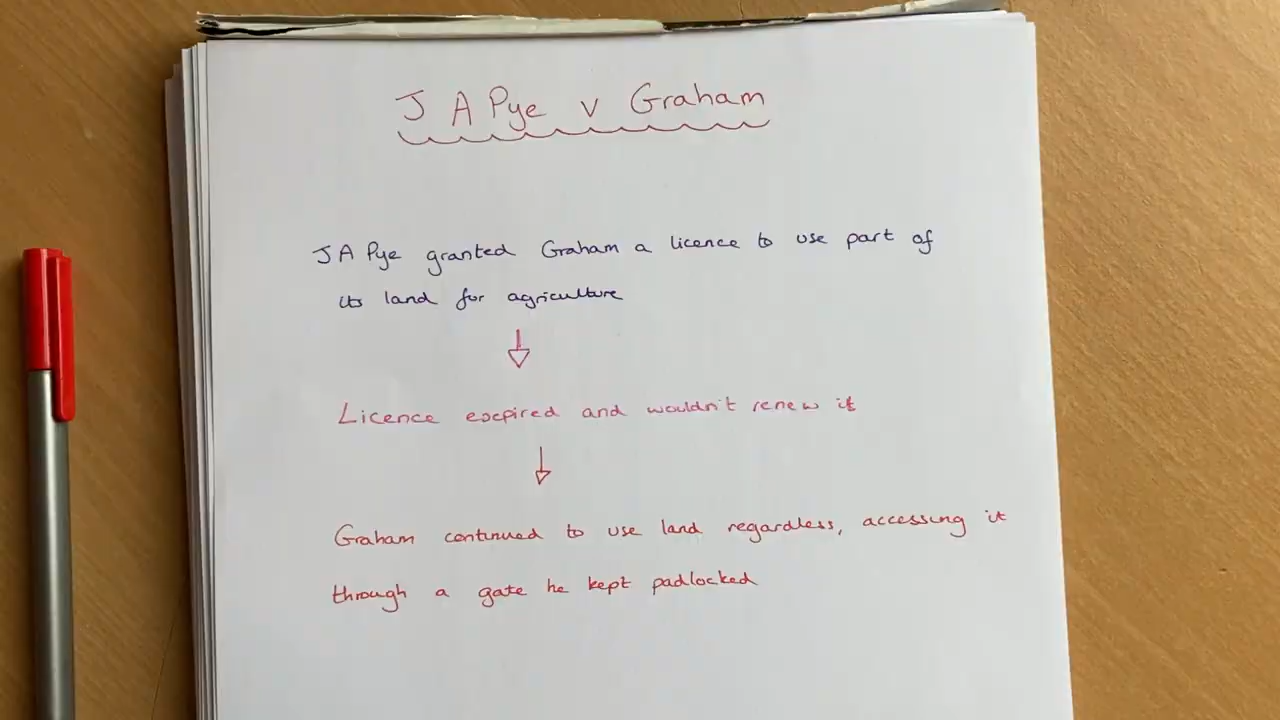 J A Pye v Graham
J A Pye granted Graham a licence to use part of
its land for agriculture
Licence expired and wouldn't renew it
Graham continued to use land regardless, accessing it
through a gate he kept padlocked